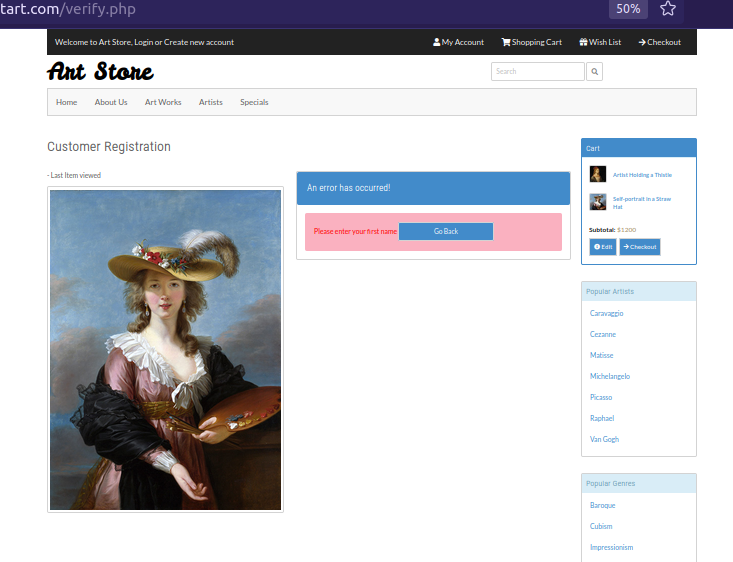 tart.com/verify.php
50%
Welcome to Art Store, Login or Create new account
My Account
Shopping Cart
Wish List
Checkout
Art Store
Search
Home
About Us
Art Works
Artists
Specials
Customer Registration
- Last Item viewed
An error has occurred!
Please enter your first name
Go Back
Cart
Artist Holding a Thistle
Self-portrait in a Straw
Hat
Subtotal: $1200
Edit
Checkout
Popular Artists
Caravaggio
Cezanne
Matisse
Michelangelo
Picasso
Raphael
Van Gogh
Popular Genres
Baroque
Cubism
Impressionism